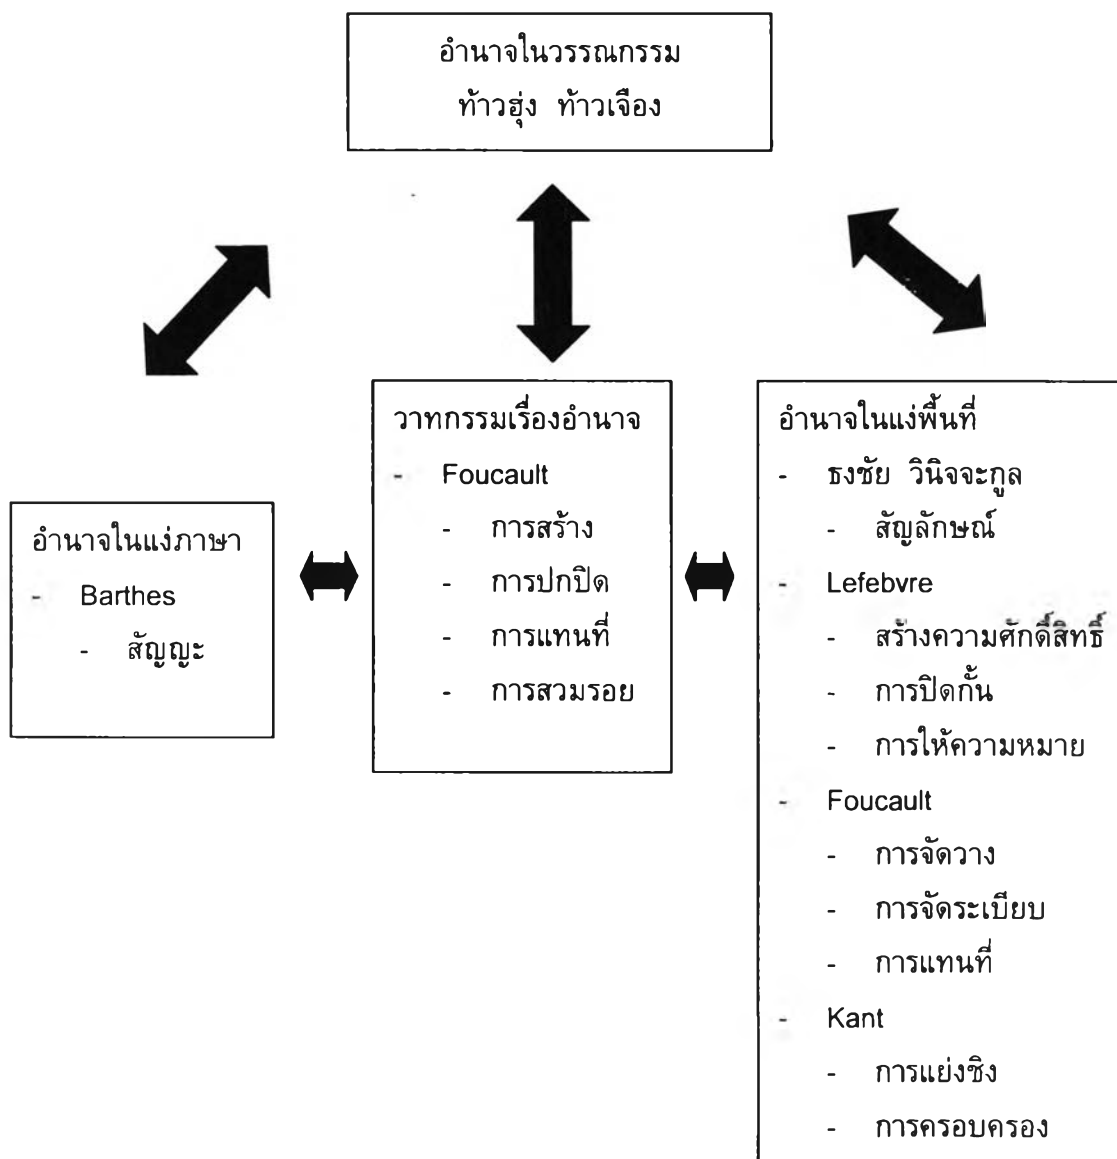 อำนาจในวรรณกรรม
ท้าวฮุ่ง ท้าวเจือง
อำนาจในแง่ภาษา
- Barthes
- สัญญะ
วาทกรรมเรื่องอำนาจ
- Foucault
- การสร้าง
- การปกปิด
- การแทนที่
- การสวมรอย
อำนาจในแง่พื้นที่
- ธงชัย วินิจจะกูล
- สัญลักษณ์
- Lefebvre
- สร้างความศักดิ์สิทธิ์
- การปิดกั้น
- การให้ความหมาย
- Foucault
- การจัดวาง
- การจัดระเบียบ
- การแทนที่
- Kant
- การแย่งชิง
- การครอบครอง